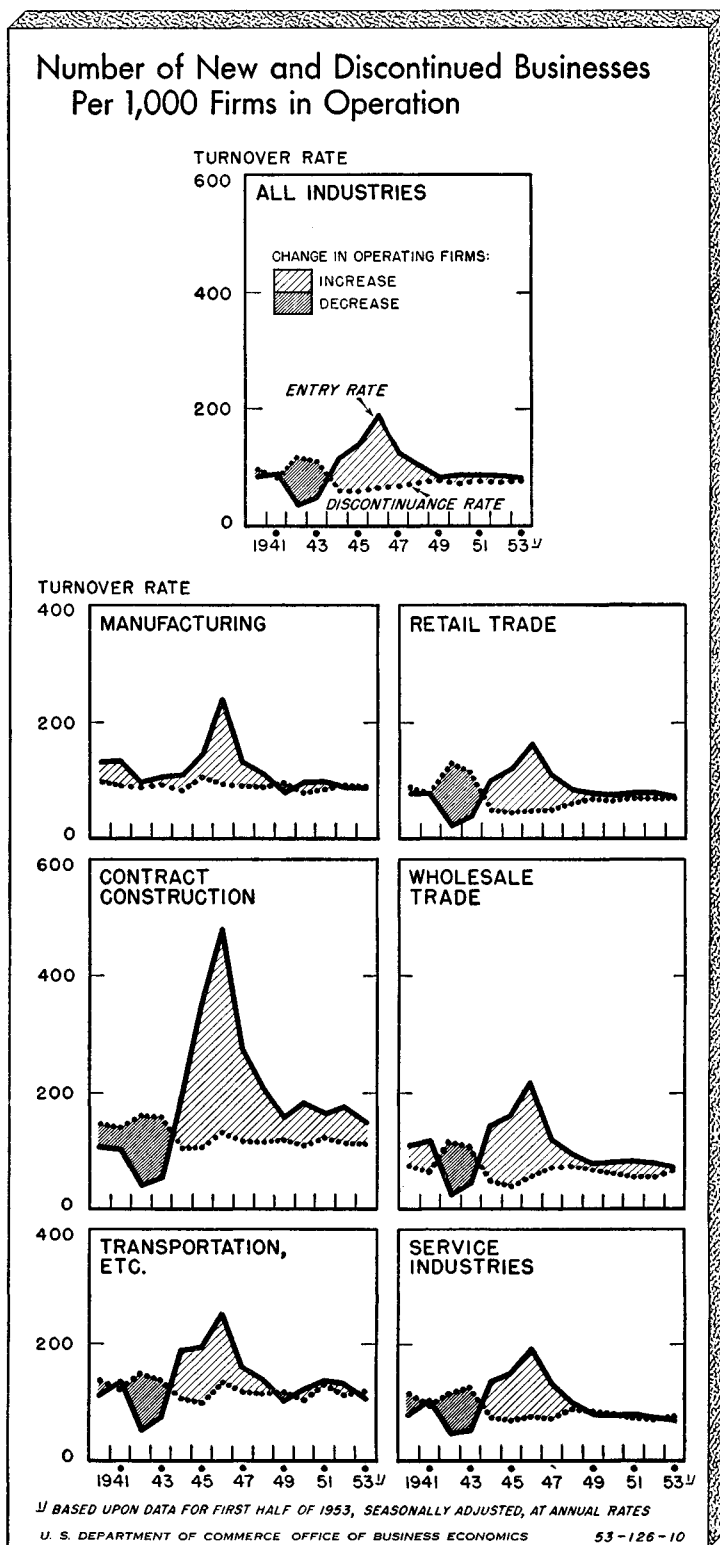 Number of New and Discontinued Businesses
Per 1,000 Firms in Operation
TURNOVER RATE
600
ALL INDUSTRIES
CHANGE IN OPERATING FIRMS:
INCREASE
DECREASE
400
ENTRY RATE
200
DISCONTINUANCE RATE
0
1941 43 45 47 49 51 53 1/
TURNOVER RATE
400
MANUFACTURING
RETAIL TRADE
200
0
600
CONTRACT
CONSTRUCTION
WHOLESALE
TRADE
400
200
0
400
TRANSPORTATION,
ETC.
SERVICE
INDUSTRIES
200
0
1941 43 45 47 49 51 53 1941 43 45 47 49 51 53 1/
1/ BASED UPON DATA FOR FIRST HALF OF 1953, SEASONALLY ADJUSTED, AT ANNUAL RATES
U. S. DEPARTMENT OF COMMERCE OFFICE OF BUSINESS ECONOMICS 53-126-10